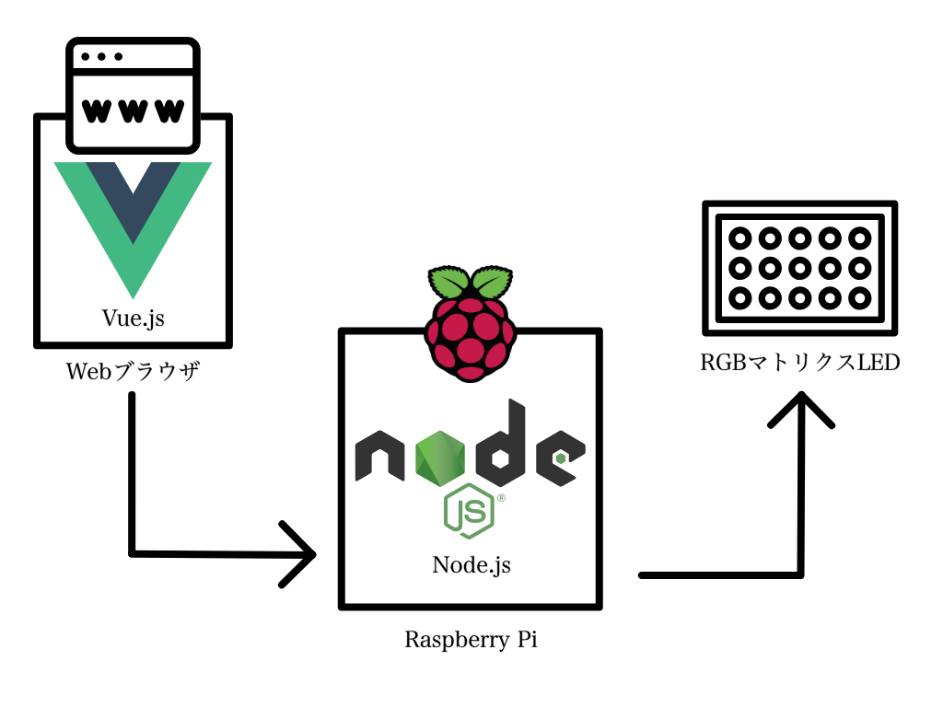 WWW
Vue.js
Webブラウザ
node
JS
®
Node.js
Raspberry Pi
RGBマトリクスLED